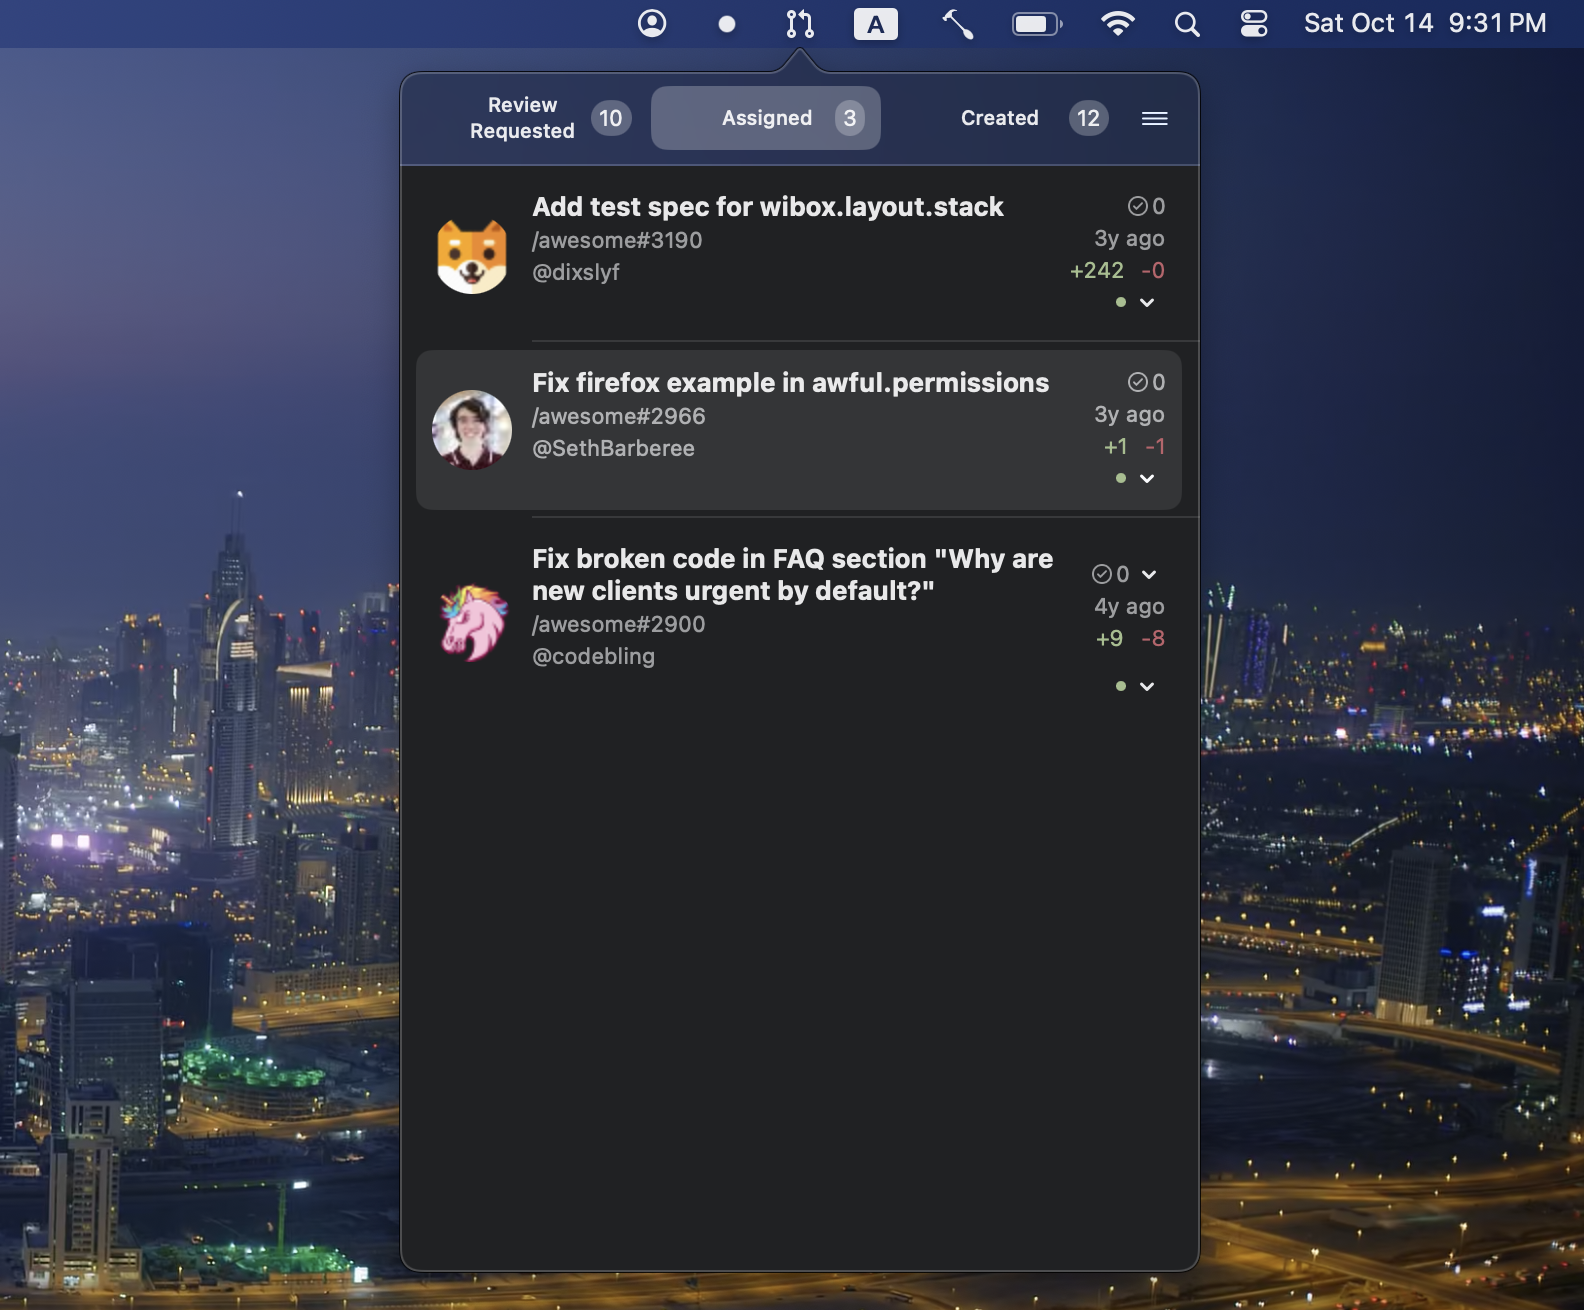 A
Sat Oct 14 9:31 PM
Review
Requested
10
Assigned
3
Created
12
Add test spec for wibox.layout.stack
0
/awesome#3190
3y ago
@dixslyf
+242 -0
Fix firefox example in awful.permissions
0
/awesome#2966
3y ago
@SethBarberee
+1 -1
Fix broken code in FAQ section "Why are
new clients urgent by default?"
0
/awesome#2900
4y ago
@codebling
+9 -8